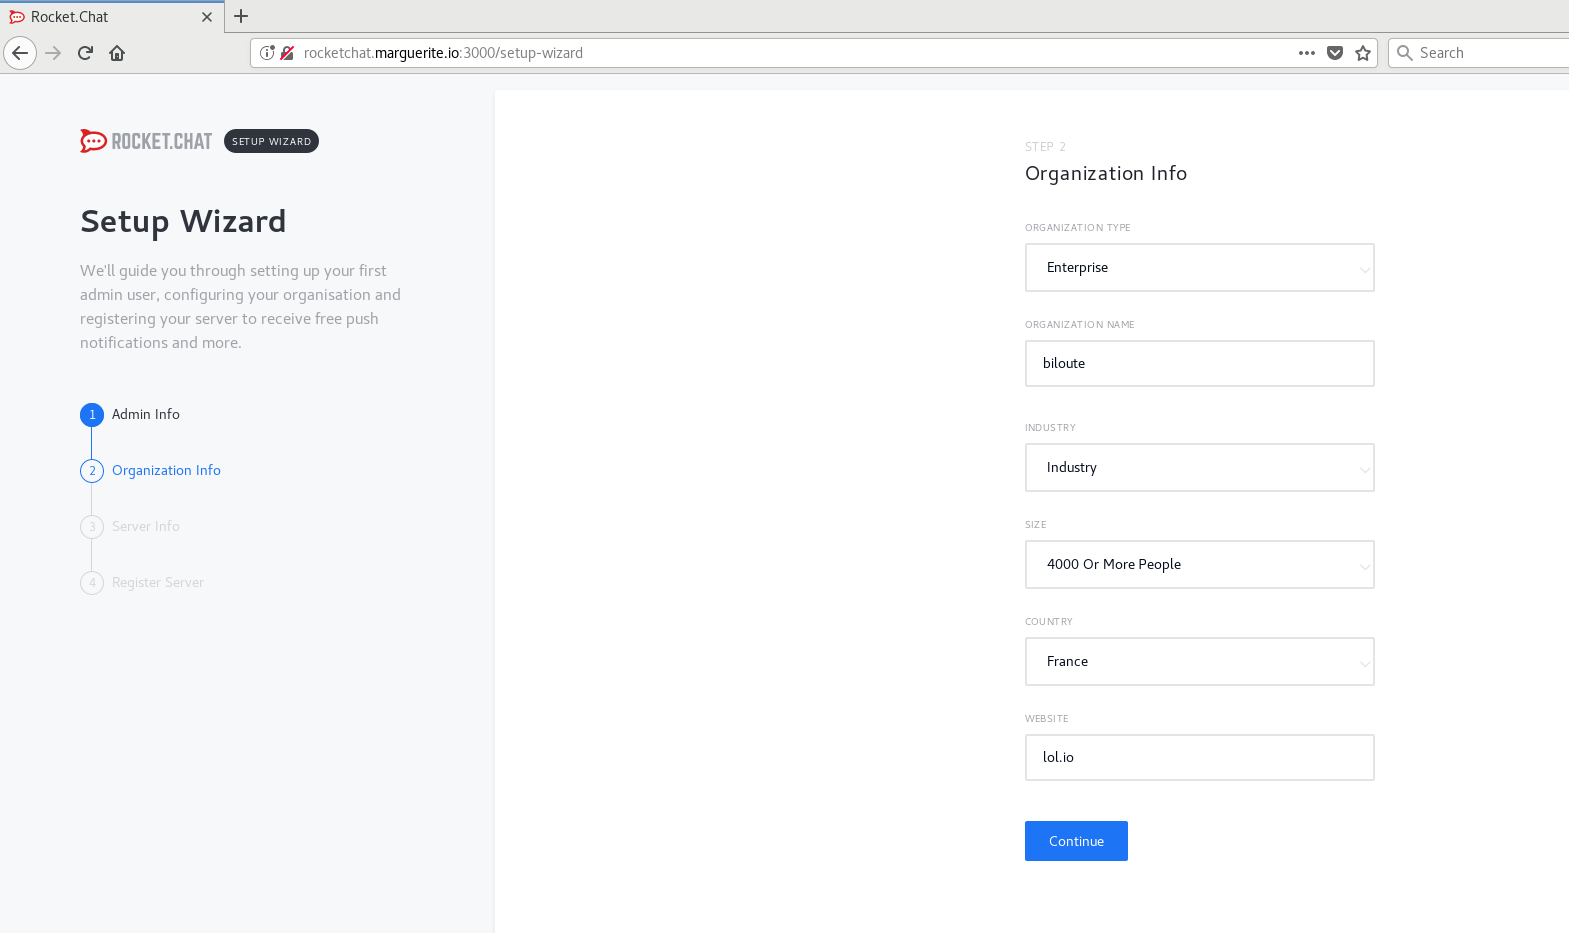 Rocket.Chat
rocketchat.marguerite.io:3000/setup-wizard
Search
ROCKET.CHAT
SETUP WIZARD
Setup Wizard
We'll guide you through setting up your first
admin user, configuring your organisation and
registering your server to receive free push
notifications and more.
1 Admin Info
2 Organization Info
3 Server Info
4 Register Server
STEP 2
Organization Info
ORGANIZATION TYPE
Enterprise
ORGANIZATION NAME
biloute
INDUSTRY
Industry
SIZE
4000 Or More People
COUNTRY
France
WEBSITE
lol.io
Continue